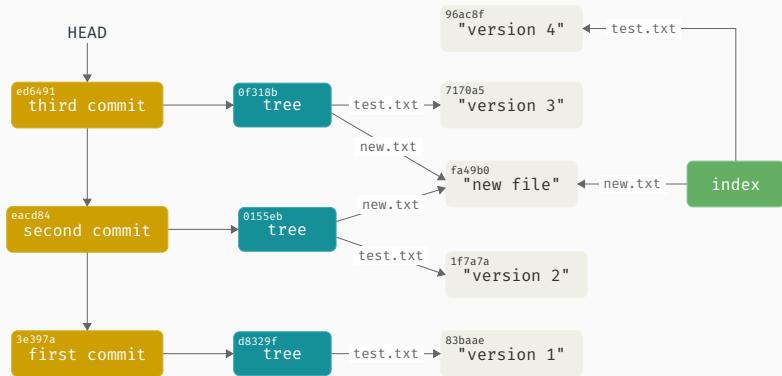 HEAD
96ac8f
"version 4"
test.txt
ed6491
third commit
0f318b
tree
test.txt
7170a5
"version 3"
new.txt
fa49b0
"new file"
new.txt
index
eacd84
second commit
0155eb
tree
new.txt
test.txt
1f7a7a
"version 2"
3e397a
first commit
d8329f
tree
test.txt
83baae
"version 1"